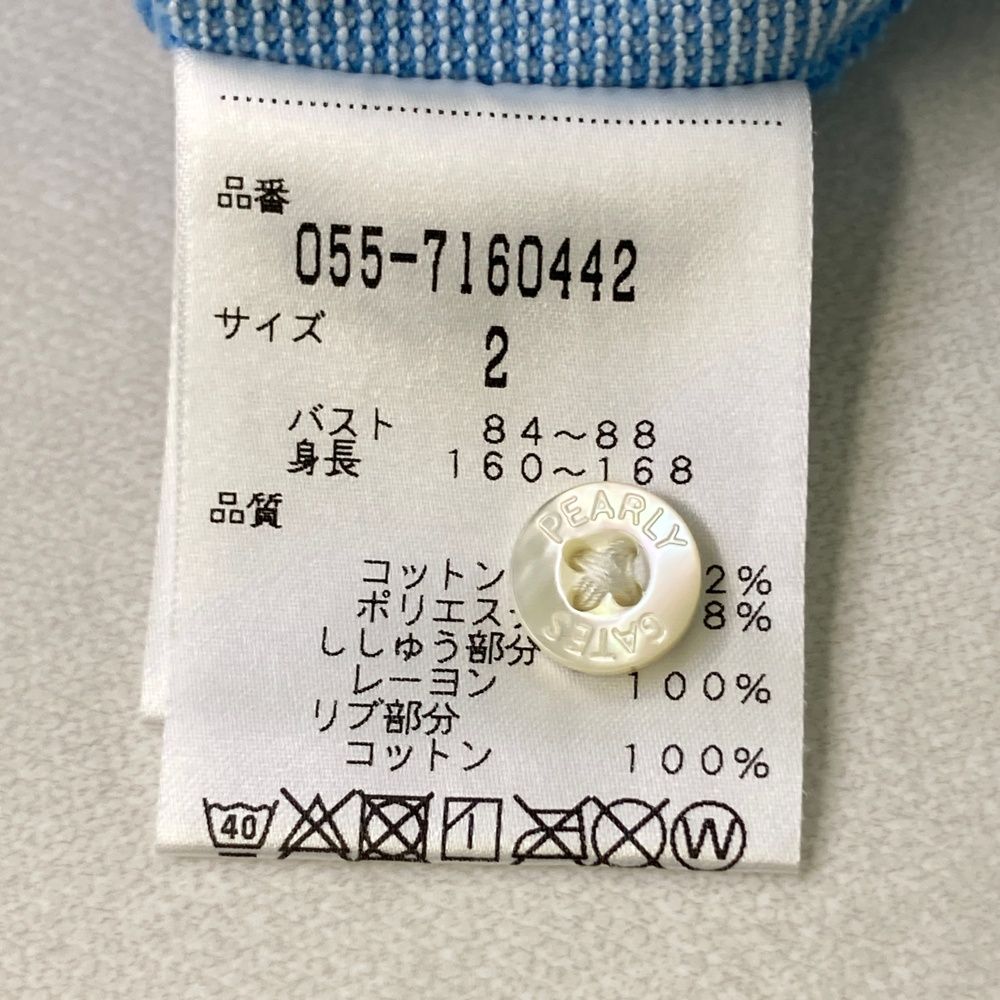 品番
055-7160442
サイズ
2
バスト 84～88
身長 160～168
品質
PEARLY
GATES
コットン 2%
ポリエス 8%
ししゅう部分
レーヨン 100%
リブ部分
コットン 100%
40
W